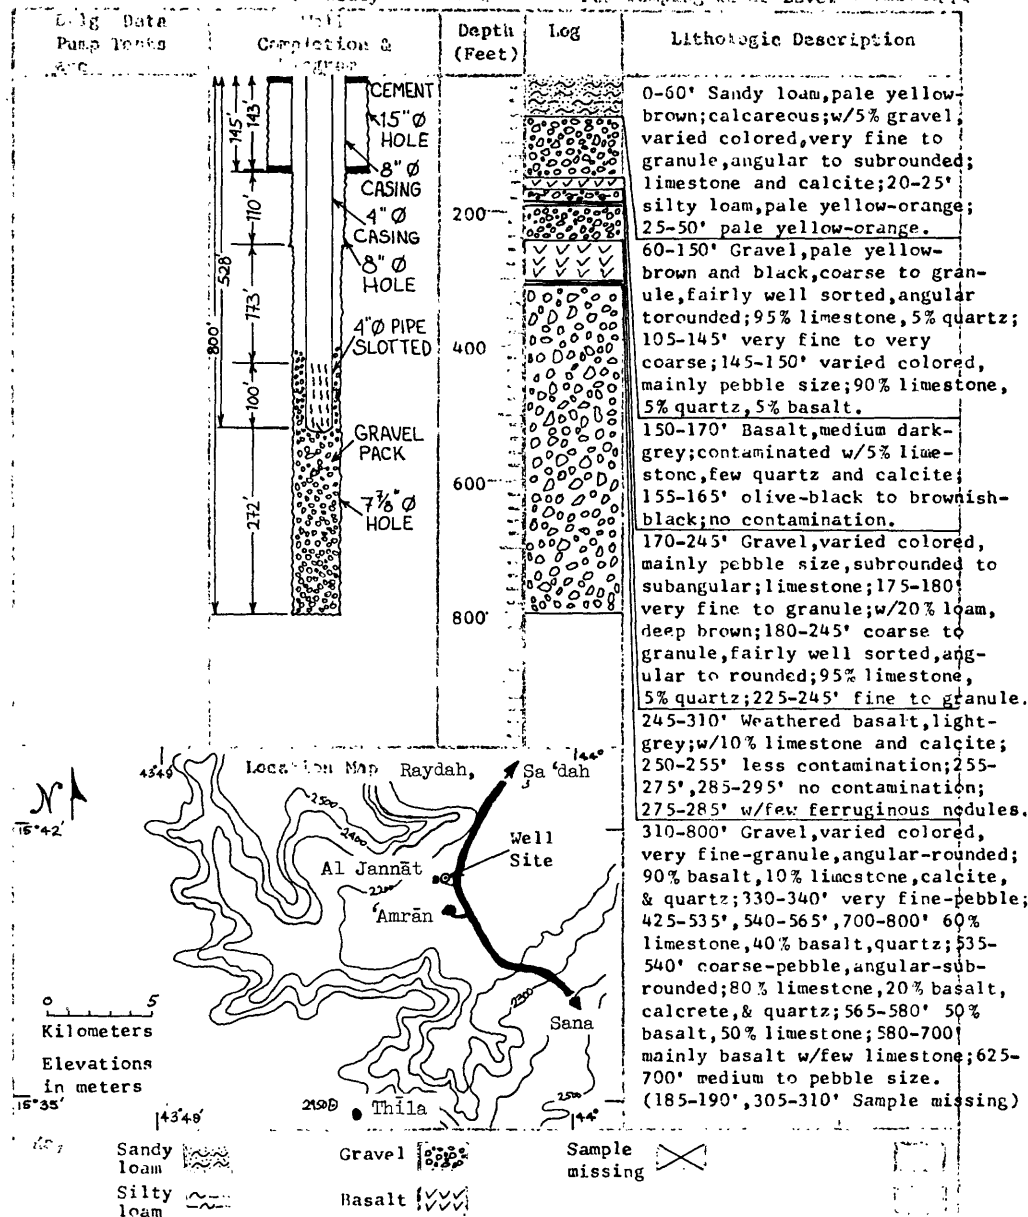 Data
Pump Tests
Well
Completion &
Depth
(Feet)
Log
Lithologic Description
CEMENT
15" Ø
HOLE
8" Ø
CASING
4" Ø
CASING
8" Ø
HOLE
4" Ø PIPE
SLOTTED
GRAVEL
PACK
7 7/8" Ø
HOLE
145'
143'
110'
528'
173'
800'
100'
272'
200
400
600
800'
0-60' Sandy loam,pale yellow-
brown;calcareous;w/5% gravel,
varied colored,very fine to
granule,angular to subrounded;
limestone and calcite;20-25'
silty loam,pale yellow-orange;
25-50' pale yellow-orange.
60-150' Gravel,pale yellow-
brown and black,coarse to gran-
ule,fairly well sorted,angular
torounded;95% limestone,5% quartz;
105-145' very fine to very
coarse;145-150' varied colored,
mainly pebble size;90% limestone,
5% quartz,5% basalt.
150-170' Basalt,medium dark-
grey;contaminated w/5% lime-
stone,few quartz and calcite;
155-165' olive-black to brownish-
black;no contamination.
170-245' Gravel,varied colored,
mainly pebble size,subrounded to
subangular;limestone;175-180'
very fine to granule;w/20% loam,
deep brown;180-245' coarse to
granule,fairly well sorted,ang-
ular to rounded;95% limestone,
5% quartz;225-245' fine to granule.
245-310' Weathered basalt,light-
grey;w/10% limestone and calcite;
250-255' less contamination;255-
275',285-295' no contamination;
275-285' w/few ferruginous nodules.
310-800' Gravel,varied colored,
very fine-granule,angular-rounded;
90% basalt,10% limestone,calcite,
& quartz;330-340' very fine-pebble;
425-535',540-565',700-800' 60%
limestone,40% basalt,quartz;535-
540' coarse-pebble,angular-sub-
rounded;80% limestone,20% basalt,
calcrete,& quartz;565-580' 50%
basalt,50% limestone;580-700'
mainly basalt w/few limestone;625-
700' medium to pebble size.
(185-190',305-310' Sample missing)
Location Map
Raydah,
Sa'dah
44°
N
15°42'
2500
2400
2200
Well
Site
Al Jannāt
'Amrān
2300
Sana
0 5
Kilometers
Elevations
in meters
15°35'
43°48'
2950
Thīla
2500
44°
Sandy
loam
Gravel
Sample
missing
Silty
loam
Basalt